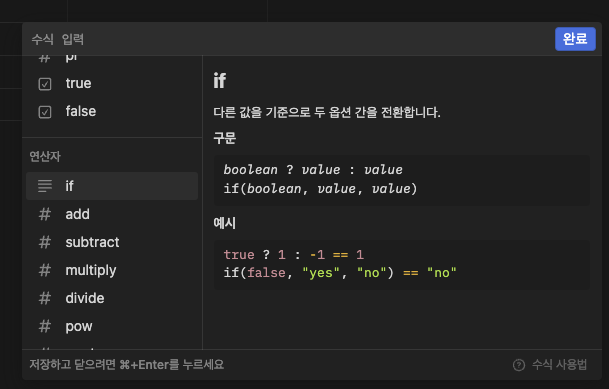 수식 입력
완료
pi
true
false
연산자
if
add
subtract
multiply
divide
pow
if
다른 값을 기준으로 두 옵션 간을 전환합니다.
구문
boolean ? value : value
if(boolean, value, value)
예시
true ? 1 : -1 == 1
if(false, "yes", "no") == "no"
저장하고 닫으려면 ⌘+Enter를 누르세요
수식 사용법